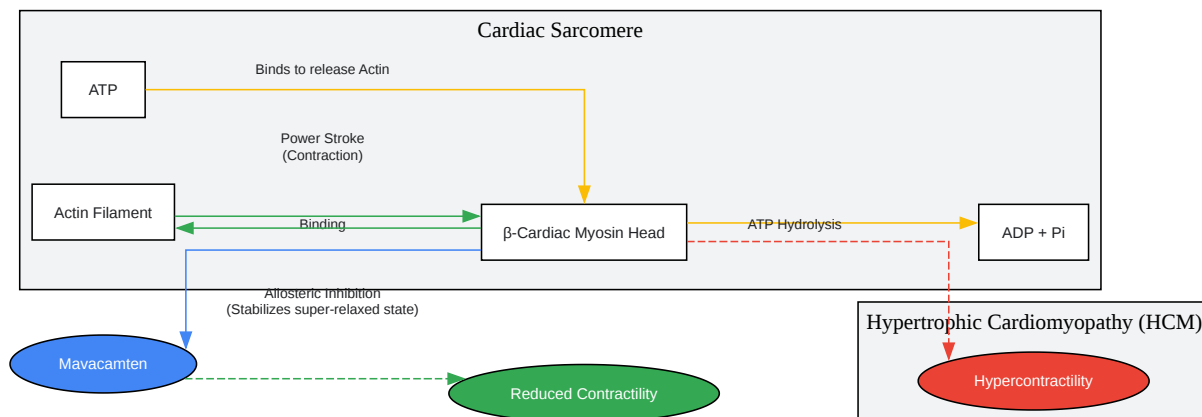 Cardiac Sarcomere
Binds to release Actin
ATP
Power Stroke
(Contraction)
Actin Filament
Binding
β-Cardiac Myosin Head
ATP Hydrolysis
ADP + Pi
Allosteric Inhibition
(Stabilizes super-relaxed state)
Hypertrophic Cardiomyopathy (HCM)
Mavacamten
Reduced Contractility
Hypercontractility